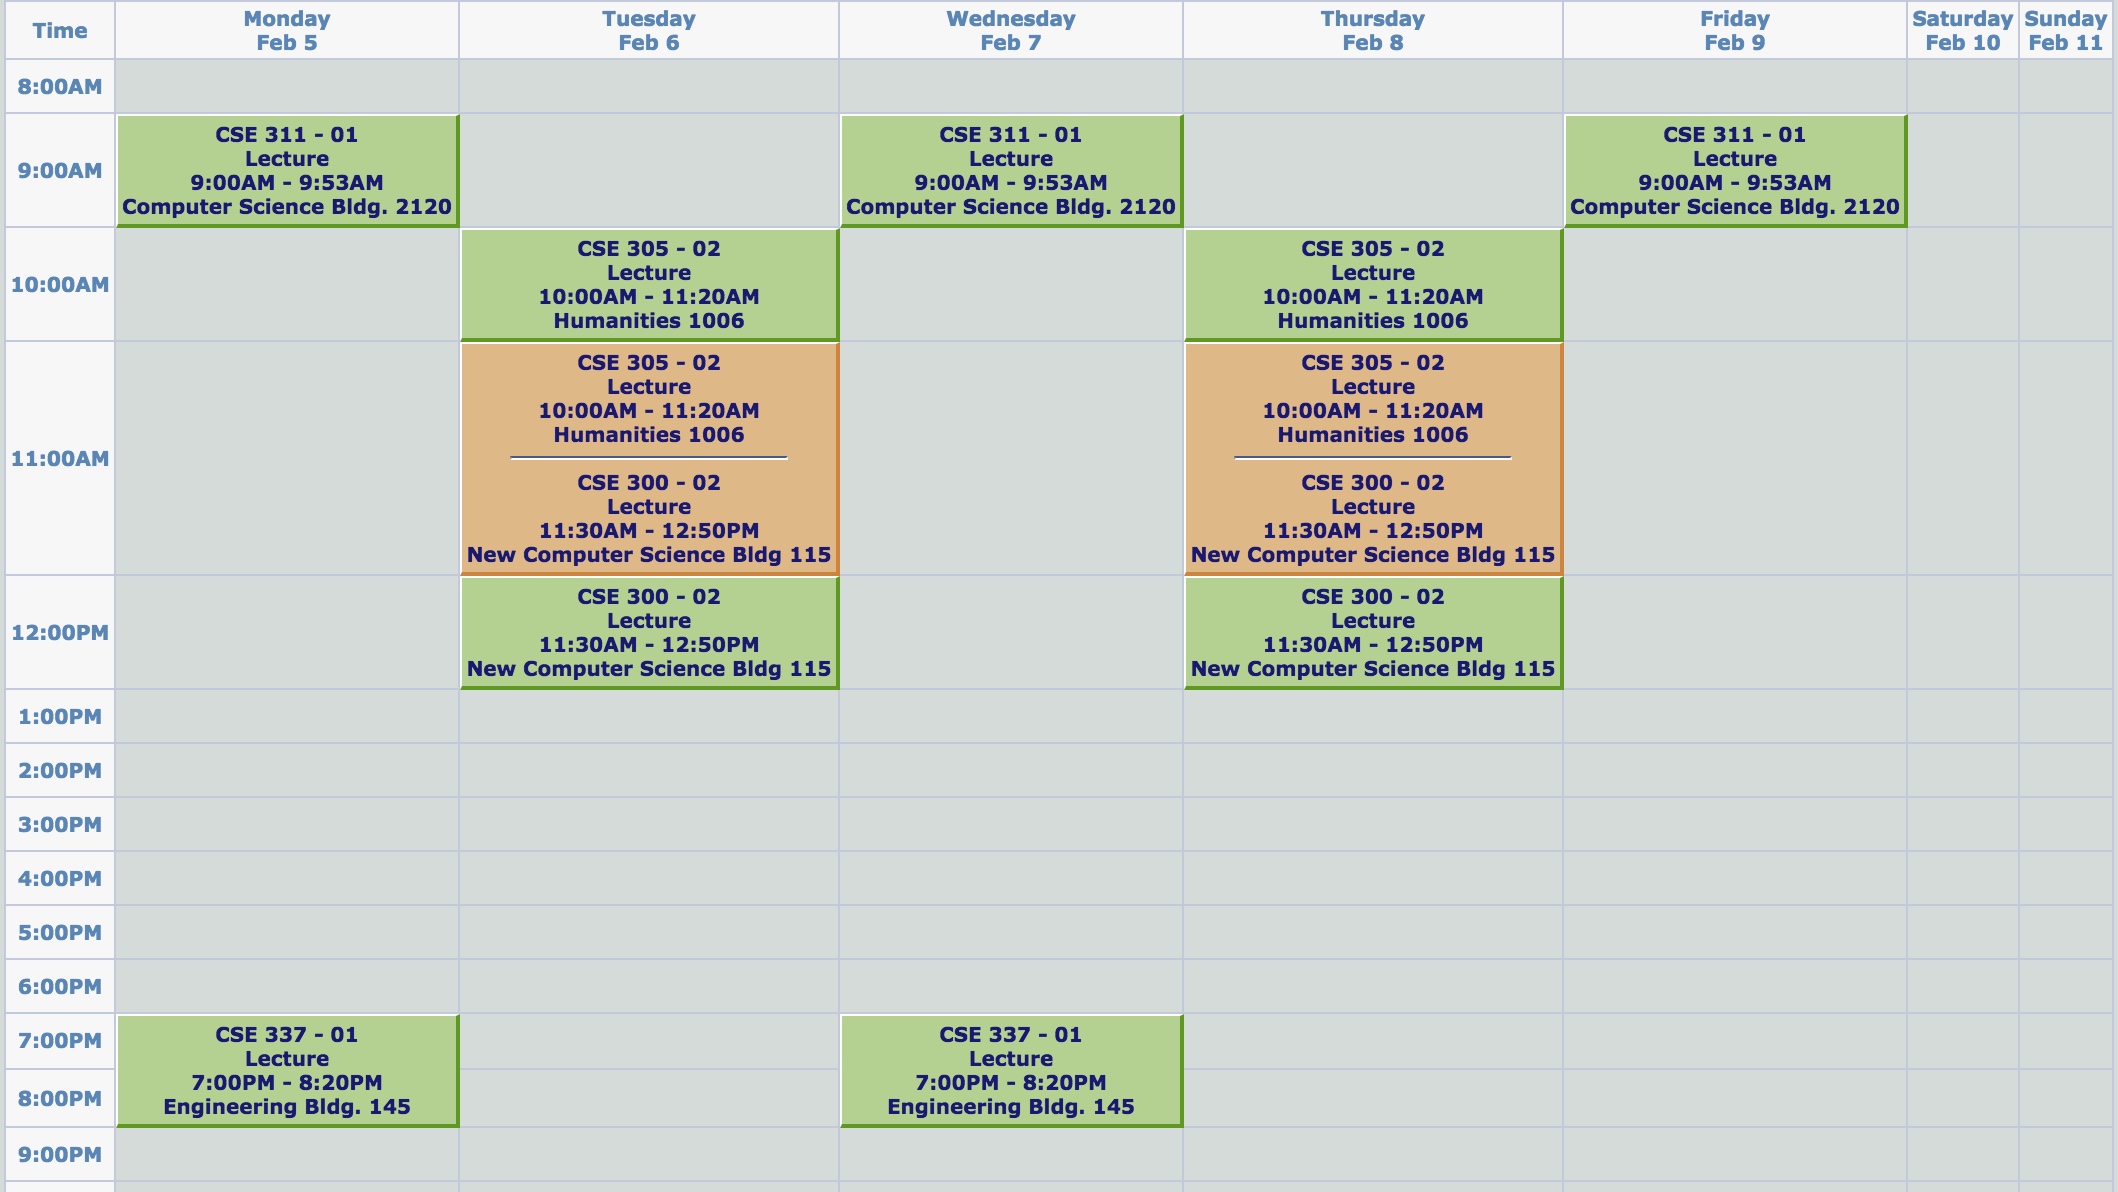 Time
Monday
Feb 5
Tuesday
Feb 6
Wednesday
Feb 7
Thursday
Feb 8
Friday
Feb 9
Saturday
Feb 10
Sunday
Feb 11
8:00AM
9:00AM
CSE 311 - 01
Lecture
9:00AM - 9:53AM
Computer Science Bldg. 2120
CSE 311 - 01
Lecture
9:00AM - 9:53AM
Computer Science Bldg. 2120
CSE 311 - 01
Lecture
9:00AM - 9:53AM
Computer Science Bldg. 2120
10:00AM
CSE 305 - 02
Lecture
10:00AM - 11:20AM
Humanities 1006
CSE 305 - 02
Lecture
10:00AM - 11:20AM
Humanities 1006
11:00AM
CSE 305 - 02
Lecture
10:00AM - 11:20AM
Humanities 1006
CSE 300 - 02
Lecture
11:30AM - 12:50PM
New Computer Science Bldg 115
CSE 305 - 02
Lecture
10:00AM - 11:20AM
Humanities 1006
CSE 300 - 02
Lecture
11:30AM - 12:50PM
New Computer Science Bldg 115
12:00PM
CSE 300 - 02
Lecture
11:30AM - 12:50PM
New Computer Science Bldg 115
CSE 300 - 02
Lecture
11:30AM - 12:50PM
New Computer Science Bldg 115
1:00PM
2:00PM
3:00PM
4:00PM
5:00PM
6:00PM
7:00PM
CSE 337 - 01
Lecture
7:00PM - 8:20PM
Engineering Bldg. 145
CSE 337 - 01
Lecture
7:00PM - 8:20PM
Engineering Bldg. 145
8:00PM
9:00PM